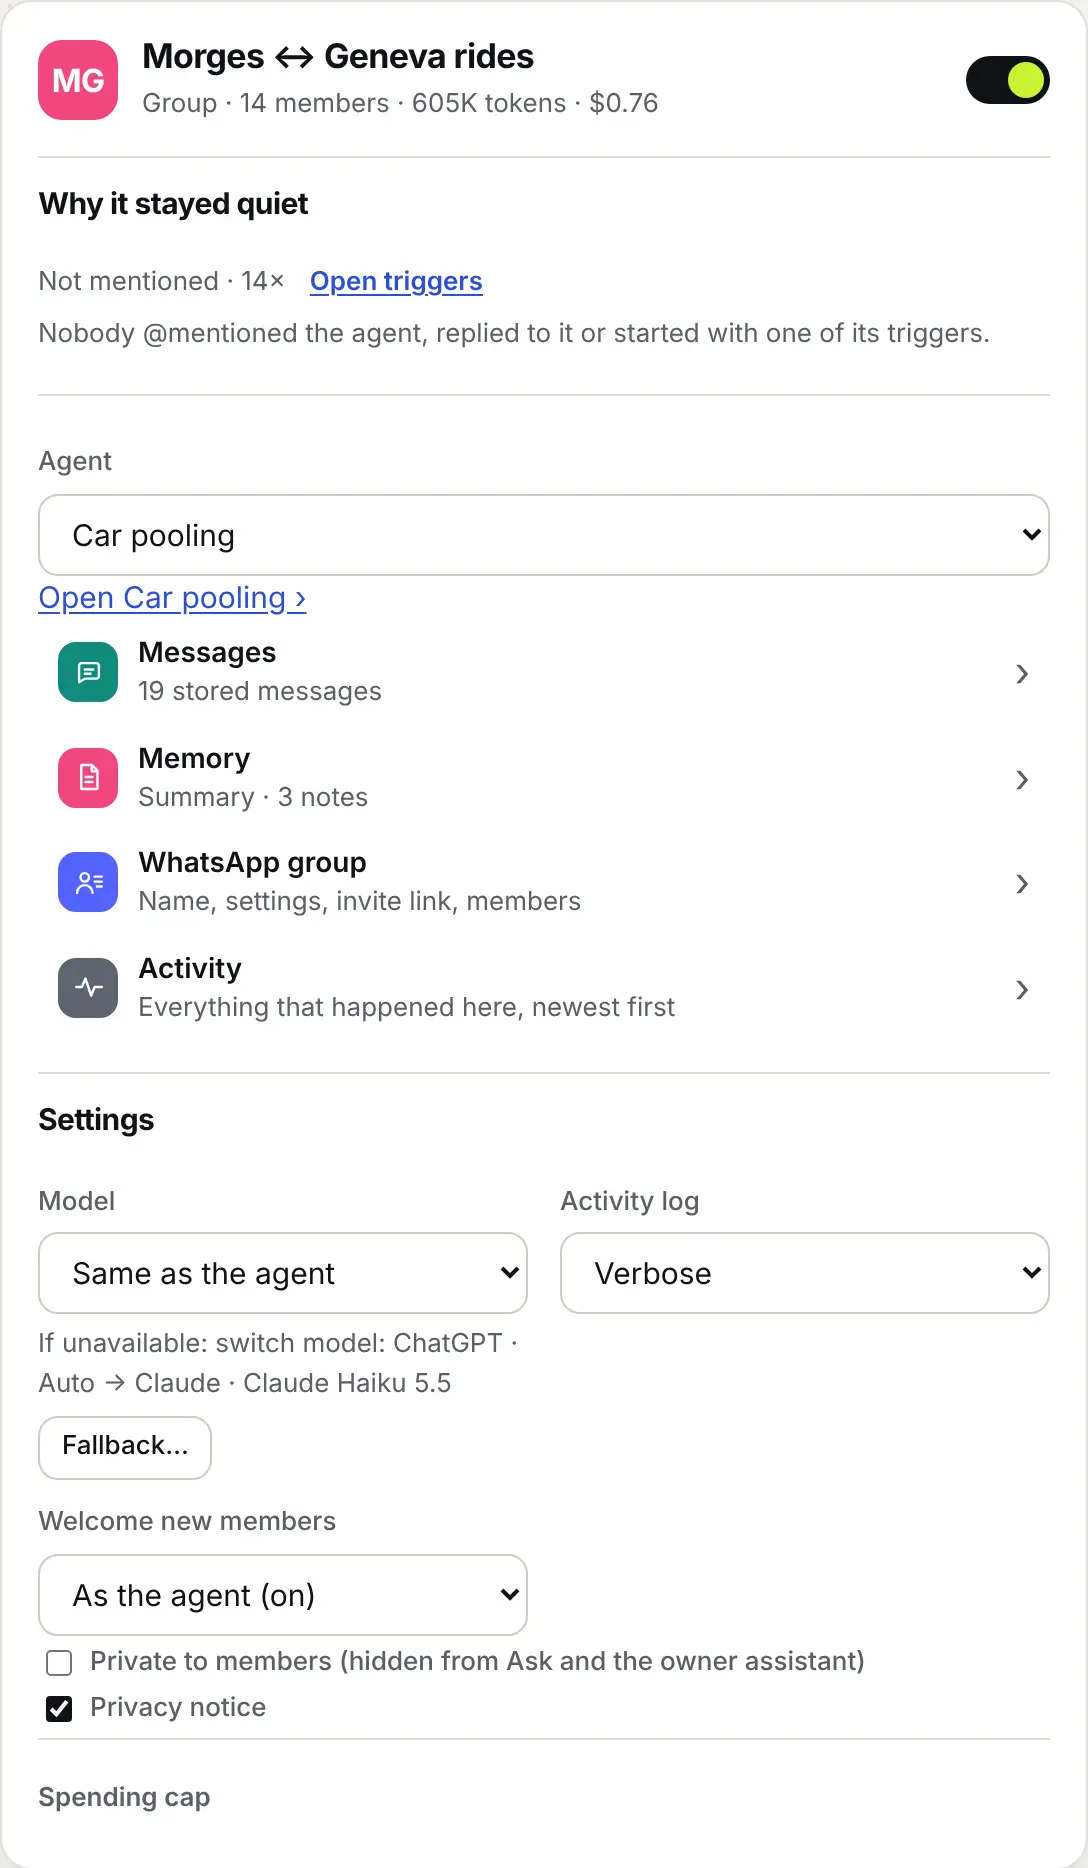 MG
Morges ↔ Geneva rides
Group · 14 members · 605K tokens · $0.76
Why it stayed quiet
Not mentioned · 14× Open triggers
Nobody @mentioned the agent, replied to it or started with one of its triggers.
Agent
Car pooling
Open Car pooling ›
Messages
19 stored messages
Memory
Summary · 3 notes
WhatsApp group
Name, settings, invite link, members
Activity
Everything that happened here, newest first
Settings
Model
Same as the agent
If unavailable: switch model: ChatGPT ·
Auto → Claude · Claude Haiku 5.5
Fallback...
Activity log
Verbose
Welcome new members
As the agent (on)
Private to members (hidden from Ask and the owner assistant)
Privacy notice
Spending cap